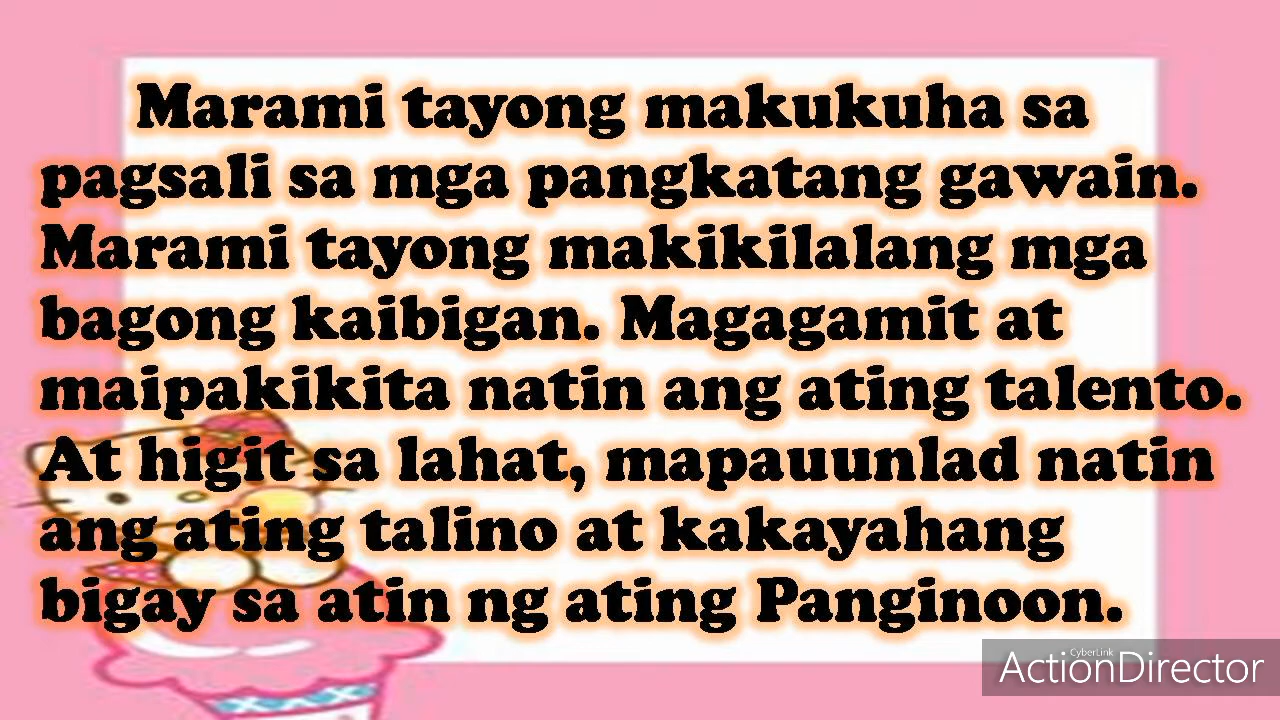 Marami tayong makukuha sa
pagsali sa mga pangkatang gawain.
Marami tayong makikilalang mga
bagong kaibigan. Magagamit at
maipakikita natin ang ating talento.
At higit sa lahat, mapauunlad natin
ang ating talino at kakayahang
bigay sa atin ng ating Panginoon.
CyberLink
ActionDirector